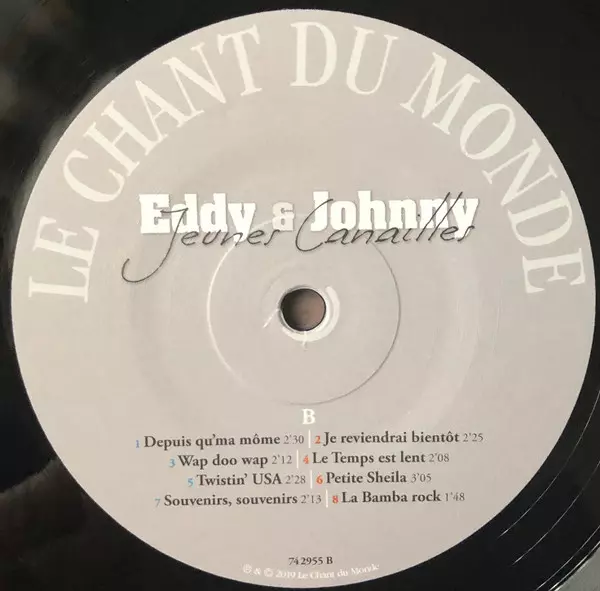 LE CHANT DU MONDE
Eddy & Johnny
Jeunes Canailles
B
1 Depuis qu'ma môme 2'30 | 2 Je reviendrai bientôt 2'25
3 Wap doo wap 2'12 | 4 Le Temps est lent 2'08
5 Twistin' USA 2'28 | 6 Petite Sheila 3'05
7 Souvenirs, souvenirs 2'13 | 8 La Bamba rock 1'48
742955 B
℗ & © 2019 Le Chant du Monde